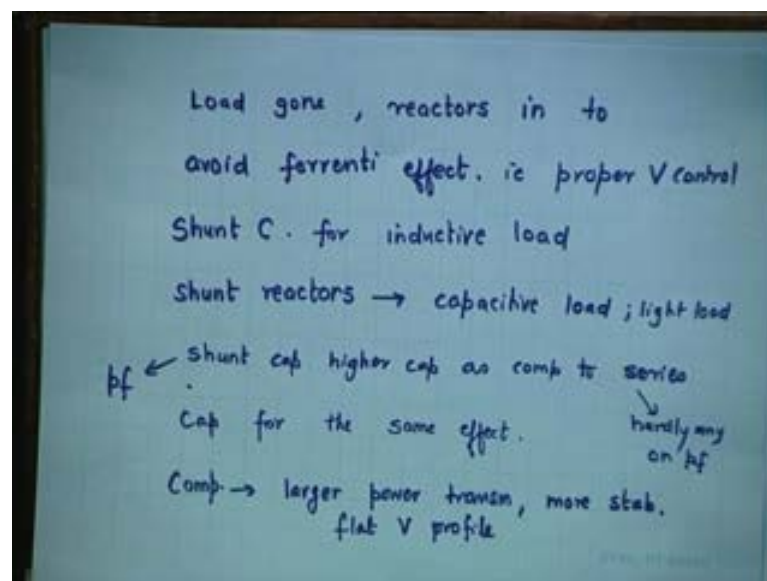 Load gone, reactors in to
avoid ferrenti effect. ie proper V control
Shunt C. for inductive load
Shunt reactors → capacitive load; light load
pf ← shunt cap higher cap as comp to series
Cap for the same effect.
hardly any
on pf
Comp. → larger power transn, more stab.
flat V profile